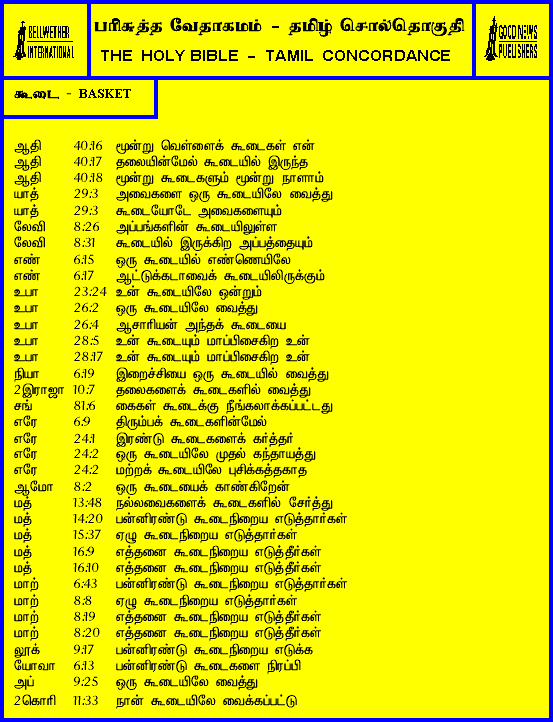 BELLWETHER
INTERNATIONAL
பரிசுத்த வேதாகமம் - தமிழ் சொல்தொகுதி
THE HOLY BIBLE - TAMIL CONCORDANCE
GOOD NEWS
PUBLISHERS
கூடை - BASKET
ஆதி 40:16 மூன்று வெள்ளைக் கூடைகள் என்
ஆதி 40:17 தலையின்மேல் கூடையில் இருந்த
ஆதி 40:18 மூன்று கூடைகளும் மூன்று நாளாம்
யாத் 29:3 அவைகளை ஒரு கூடையிலே வைத்து
யாத் 29:3 கூடையோடே அவைகளையும்
லேவி 8:26 அப்பங்களின் கூடையிலுள்ள
லேவி 8:31 கூடையில் இருக்கிற அப்பத்தையும்
எண் 6:15 ஒரு கூடையில் எண்ணெயிலே
எண் 6:17 ஆட்டுக்கடாவைக் கூடையிலிருக்கும்
உபா 23:24 உன் கூடையிலே ஒன்றும்
உபா 26:2 ஒரு கூடையிலே வைத்து
உபா 26:4 ஆசாரியன் அந்தக் கூடையை
உபா 28:5 உன் கூடையும் மாப்பிசைகிற உன்
உபா 28:17 உன் கூடையும் மாப்பிசைகிற உன்
நியா 6:19 இறைச்சியை ஒரு கூடையில் வைத்து
2இராஜா 10:7 தலைகளைக் கூடைகளில் வைத்து
சங் 81:6 கைகள் கூடைக்கு நீங்கலாக்கப்பட்டது
எரே 6:9 திரும்பக் கூடைகளின்மேல்
எரே 24:1 இரண்டு கூடைகளைக் கர்த்தர்
எரே 24:2 ஒரு கூடையிலே முதல் கந்தாயத்து
எரே 24:2 மற்றக் கூடையிலே புசிக்கத்தகாத
ஆமோ 8:2 ஒரு கூடையைக் காண்கிறேன்
மத் 13:48 நல்லவைகளைக் கூடைகளில் சேர்த்து
மத் 14:20 பன்னிரண்டு கூடைநிறைய எடுத்தார்கள்
மத் 15:37 ஏழு கூடைநிறைய எடுத்தார்கள்
மத் 16:9 எத்தனை கூடைநிறைய எடுத்தீர்கள்
மத் 16:10 எத்தனை கூடைநிறைய எடுத்தீர்கள்
மாற் 6:43 பன்னிரண்டு கூடைநிறைய எடுத்தார்கள்
மாற் 8:8 ஏழு கூடைநிறைய எடுத்தார்கள்
மாற் 8:19 எத்தனை கூடைநிறைய எடுத்தீர்கள்
மாற் 8:20 எத்தனை கூடைநிறைய எடுத்தீர்கள்
லூக் 9:17 பன்னிரண்டு கூடைநிறைய எடுக்க
யோவா 6:13 பன்னிரண்டு கூடைகளை நிரப்பி
அப் 9:25 ஒரு கூடையிலே வைத்து
2கொரி 11:33 நான் கூடையிலே வைக்கப்பட்டு